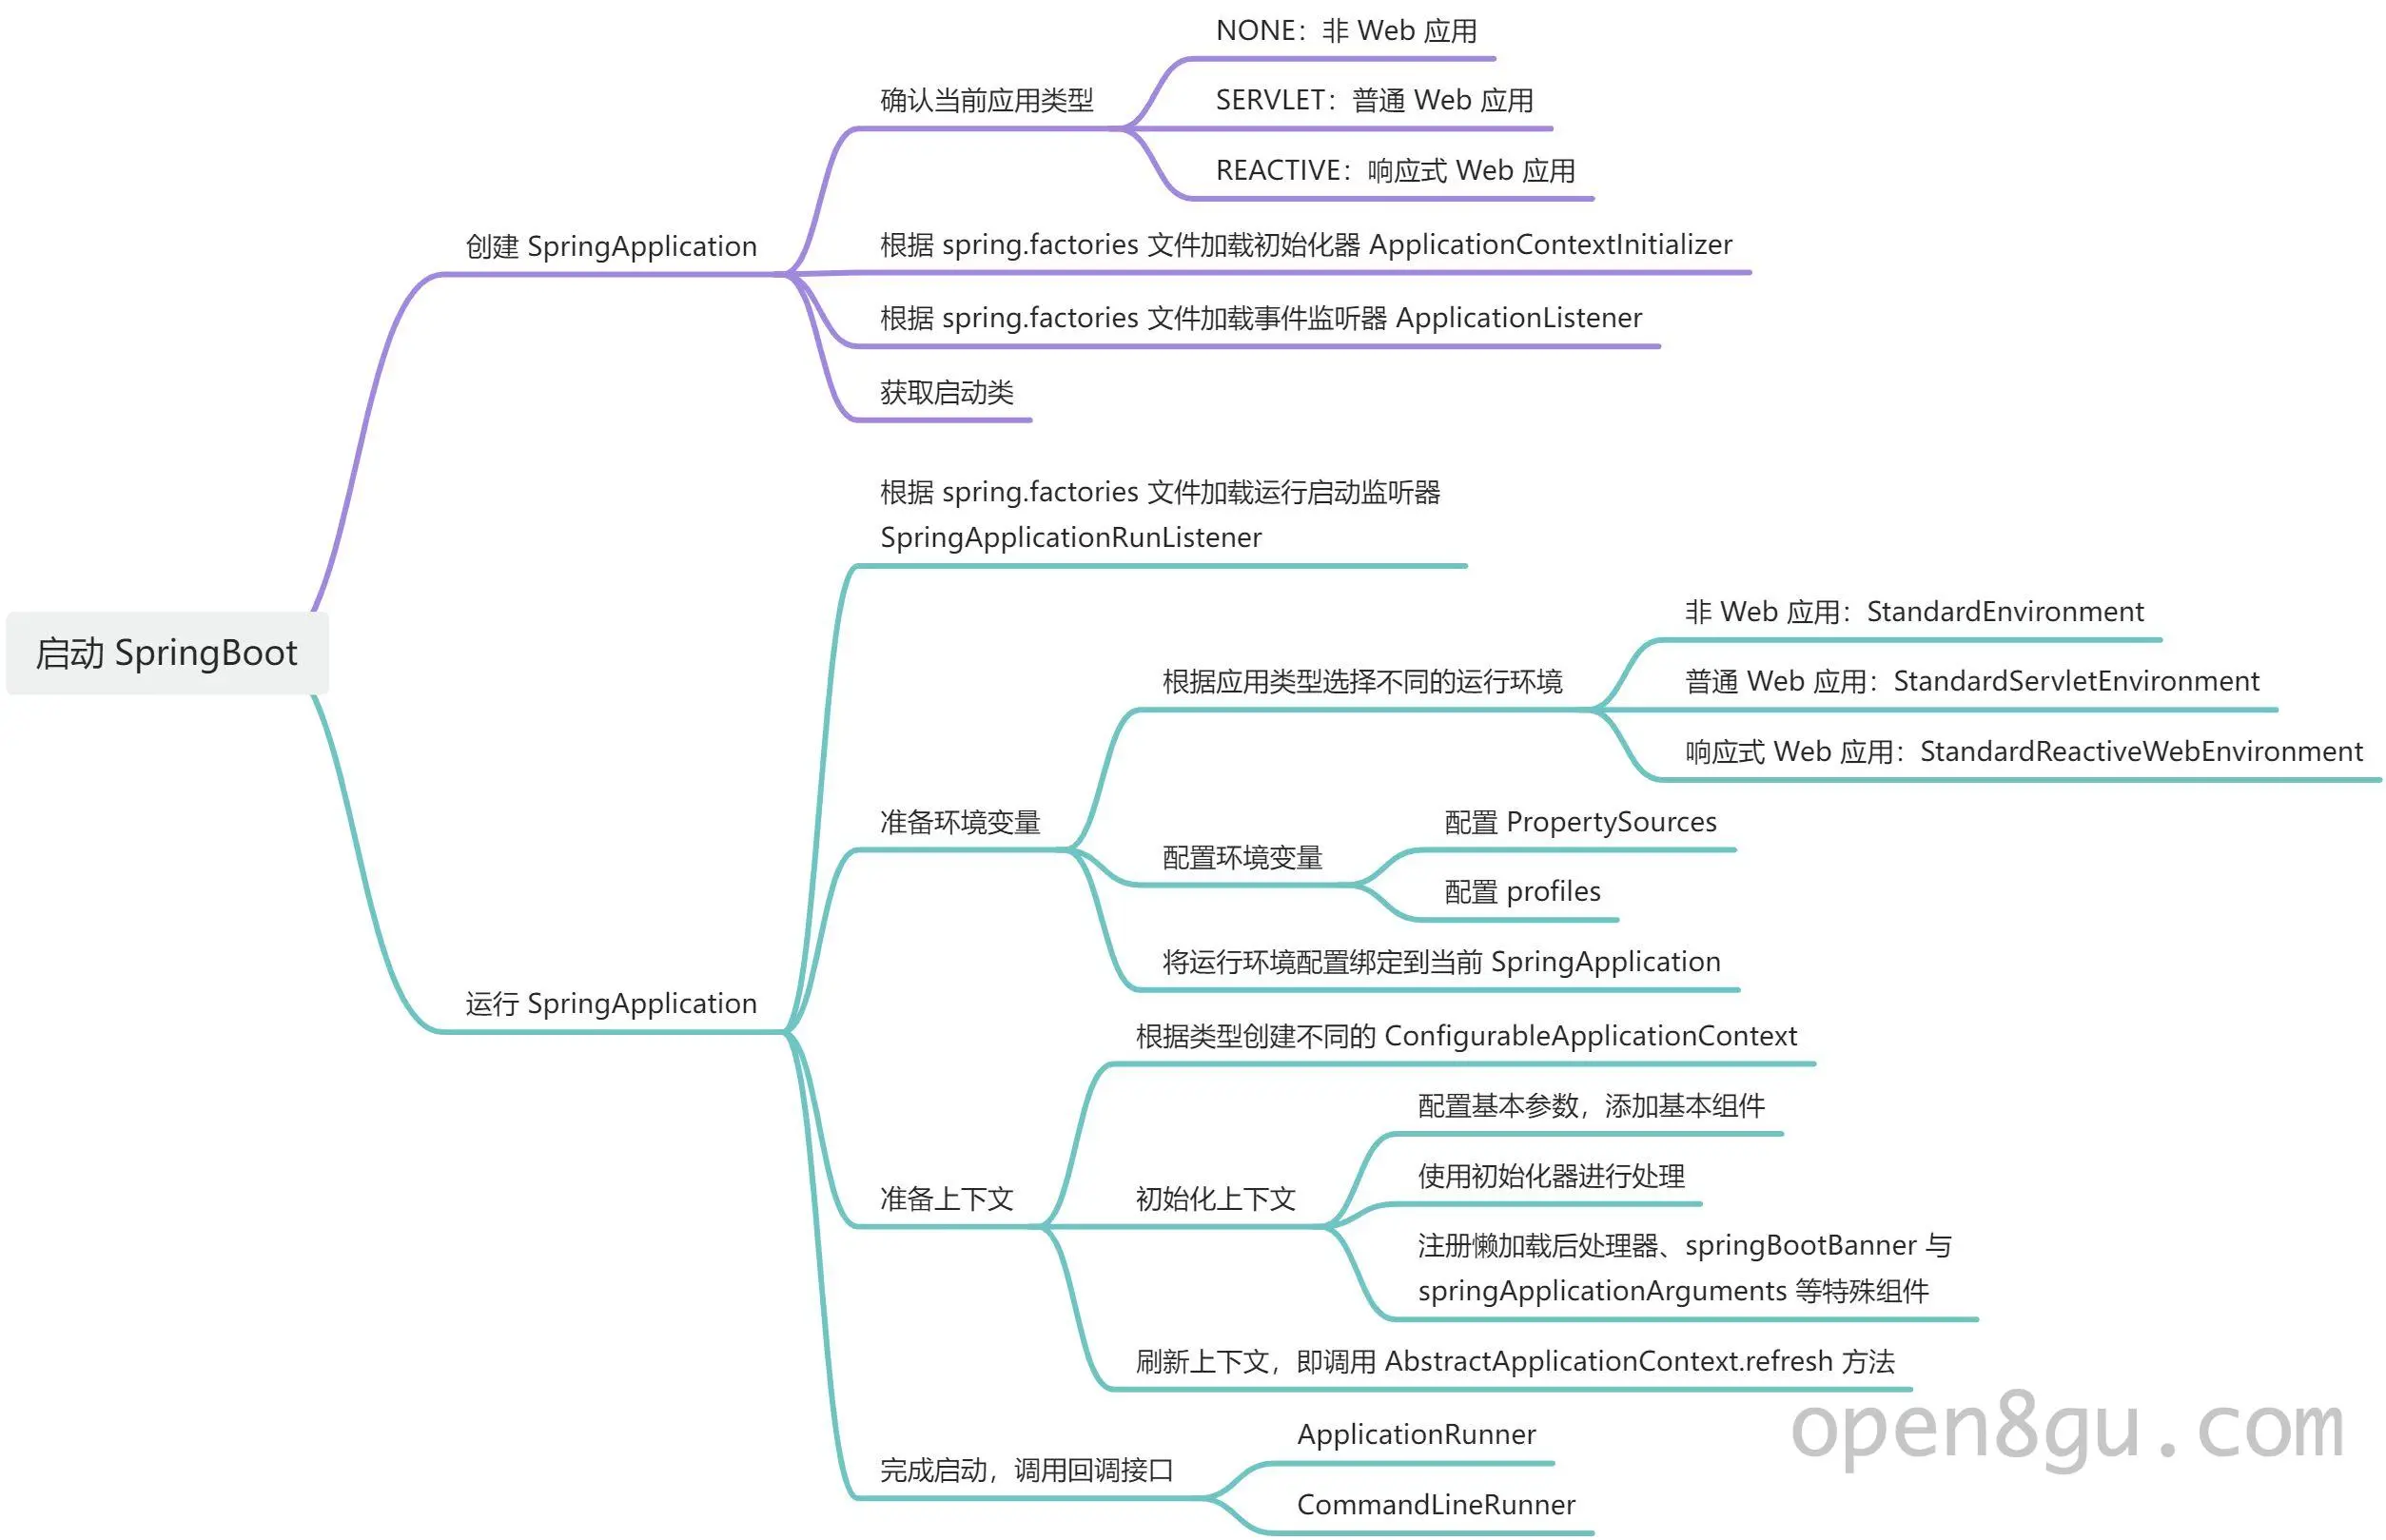 启动 SpringBoot
创建 SpringApplication
确认当前应用类型
NONE：非 Web 应用
SERVLET：普通 Web 应用
REACTIVE：响应式 Web 应用
根据 spring.factories 文件加载初始化器 ApplicationContextInitializer
根据 spring.factories 文件加载事件监听器 ApplicationListener
获取启动类
运行 SpringApplication
根据 spring.factories 文件加载运行启动监听器
SpringApplicationRunListener
准备环境变量
根据应用类型选择不同的运行环境
非 Web 应用：StandardEnvironment
普通 Web 应用：StandardServletEnvironment
响应式 Web 应用：StandardReactiveWebEnvironment
配置环境变量
配置 PropertySources
配置 profiles
将运行环境配置绑定到当前 SpringApplication
准备上下文
根据类型创建不同的 ConfigurableApplicationContext
初始化上下文
配置基本参数，添加基本组件
使用初始化器进行处理
注册懒加载后处理器、springBootBanner 与
springApplicationArguments 等特殊组件
刷新上下文，即调用 AbstractApplicationContext.refresh 方法
完成启动，调用回调接口
ApplicationRunner
CommandLineRunner
open8gu.com